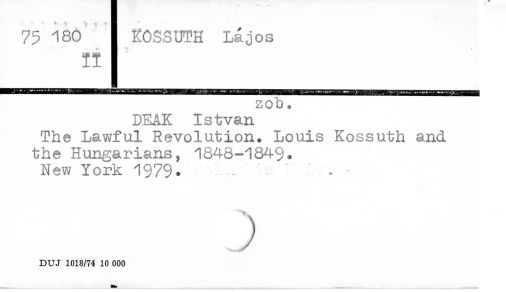 75 180 KOSSUTH Lájos
II
zob.
DEAK Istvan
The Lawful Revolution. Louis Kossuth and
the Hungarians, 1848-1849.
New York 1979.
DUJ 1018/74 10 000